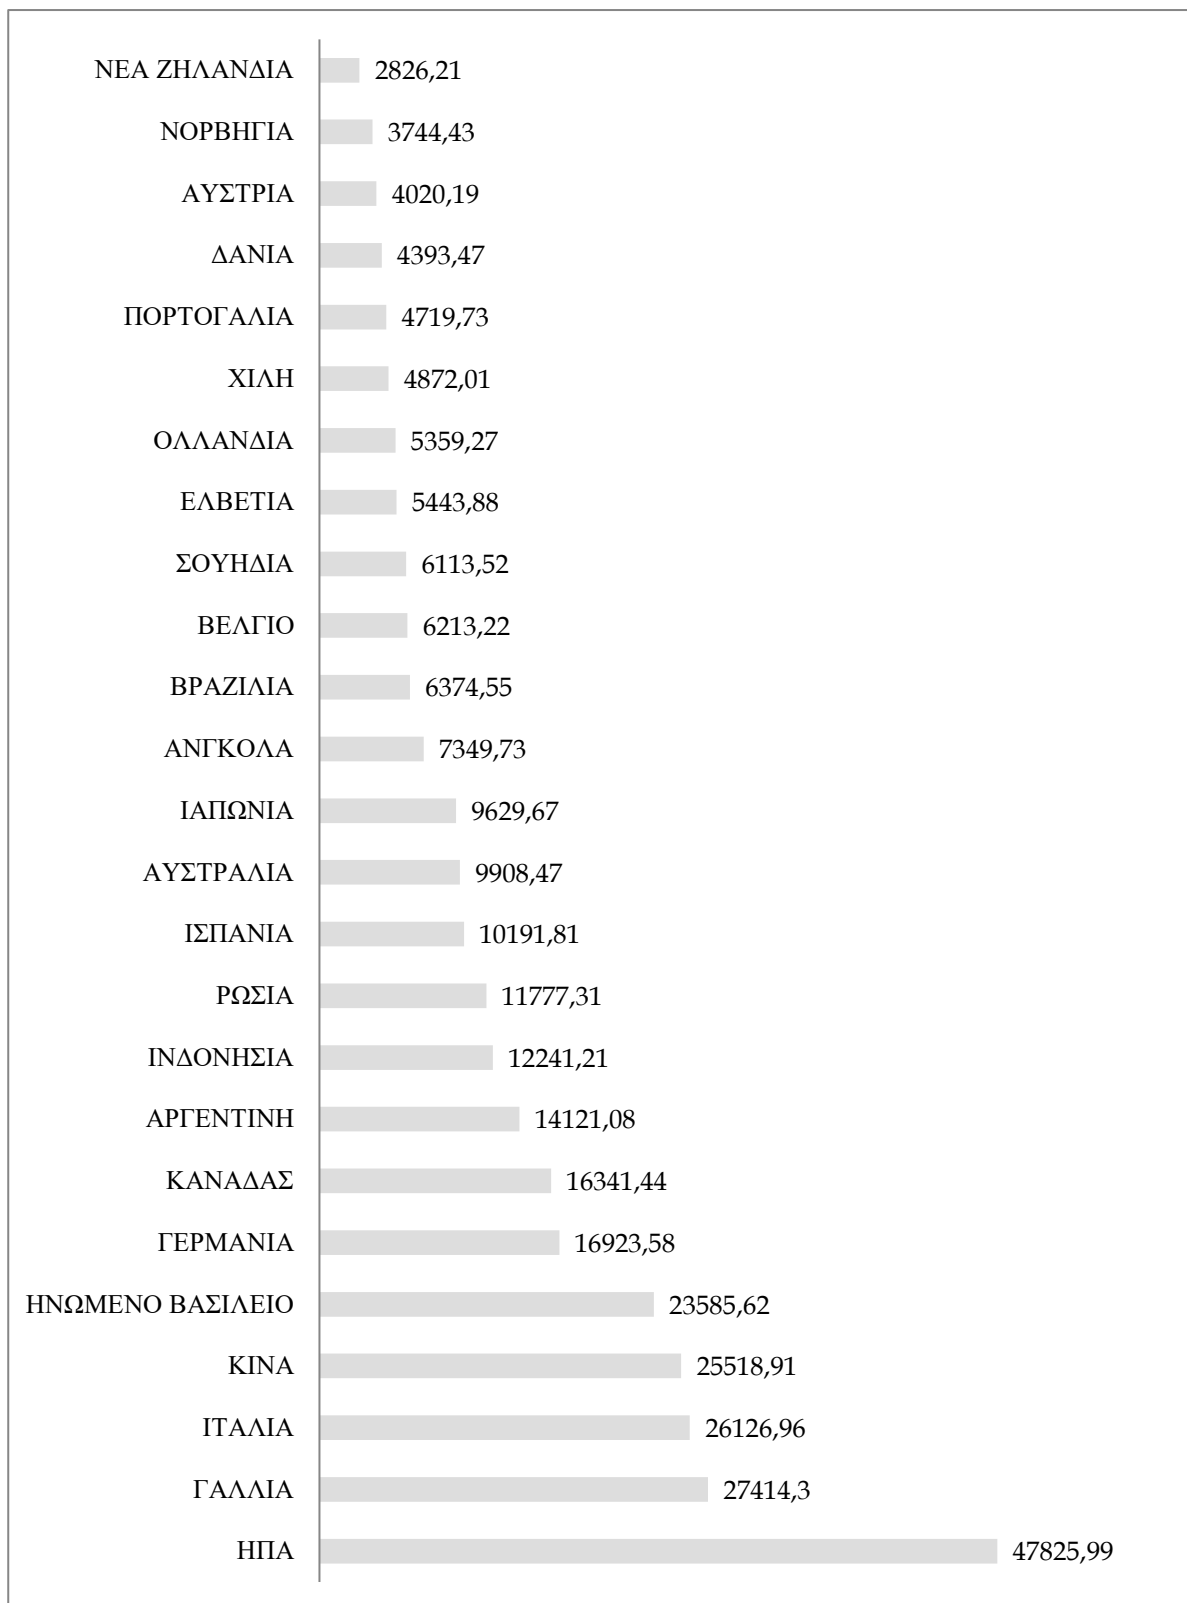 ΝΕΑ ΖΗΛΑΝΔΙΑ 2826,21
ΝΟΡΒΗΓΙΑ 3744,43
ΑΥΣΤΡΙΑ 4020,19
ΔΑΝΙΑ 4393,47
ΠΟΡΤΟΓΑΛΙΑ 4719,73
ΧΙΛΗ 4872,01
ΟΛΛΑΝΔΙΑ 5359,27
ΕΛΒΕΤΙΑ 5443,88
ΣΟΥΗΔΙΑ 6113,52
ΒΕΛΓΙΟ 6213,22
ΒΡΑΖΙΛΙΑ 6374,55
ΑΝΓΚΟΛΑ 7349,73
ΙΑΠΩΝΙΑ 9629,67
ΑΥΣΤΡΑΛΙΑ 9908,47
ΙΣΠΑΝΙΑ 10191,81
ΡΩΣΙΑ 11777,31
ΙΝΔΟΝΗΣΙΑ 12241,21
ΑΡΓΕΝΤΙΝΗ 14121,08
ΚΑΝΑΔΑΣ 16341,44
ΓΕΡΜΑΝΙΑ 16923,58
ΗΝΩΜΕΝΟ ΒΑΣΙΛΕΙΟ 23585,62
ΚΙΝΑ 25518,91
ΙΤΑΛΙΑ 26126,96
ΓΑΛΛΙΑ 27414,3
ΗΠΑ 47825,99